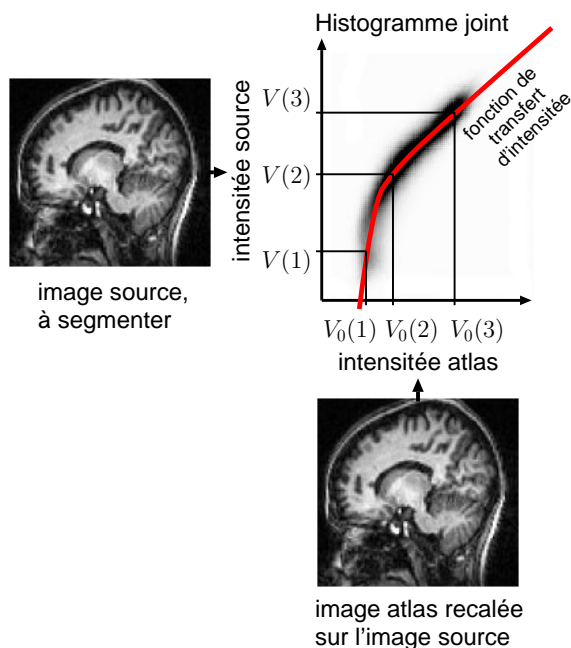 Histogramme joint
intensitée source
V(3)
V(2)
V(1)
fonction de
transfert
d'intensitée
image source,
à segmenter
V₀(1) V₀(2) V₀(3)
intensitée atlas
image atlas recalée
sur l'image source